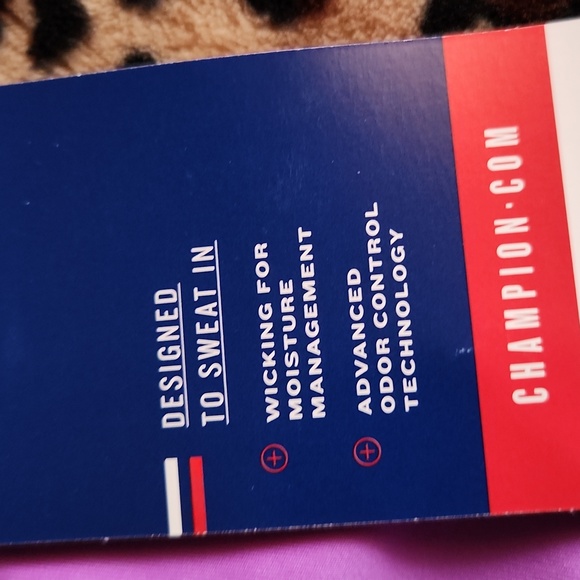 DESIGNED
TO SWEAT IN
WICKING FOR
MOISTURE
MANAGEMENT
ADVANCED
ODOR CONTROL
TECHNOLOGY
CHAMPION·COM